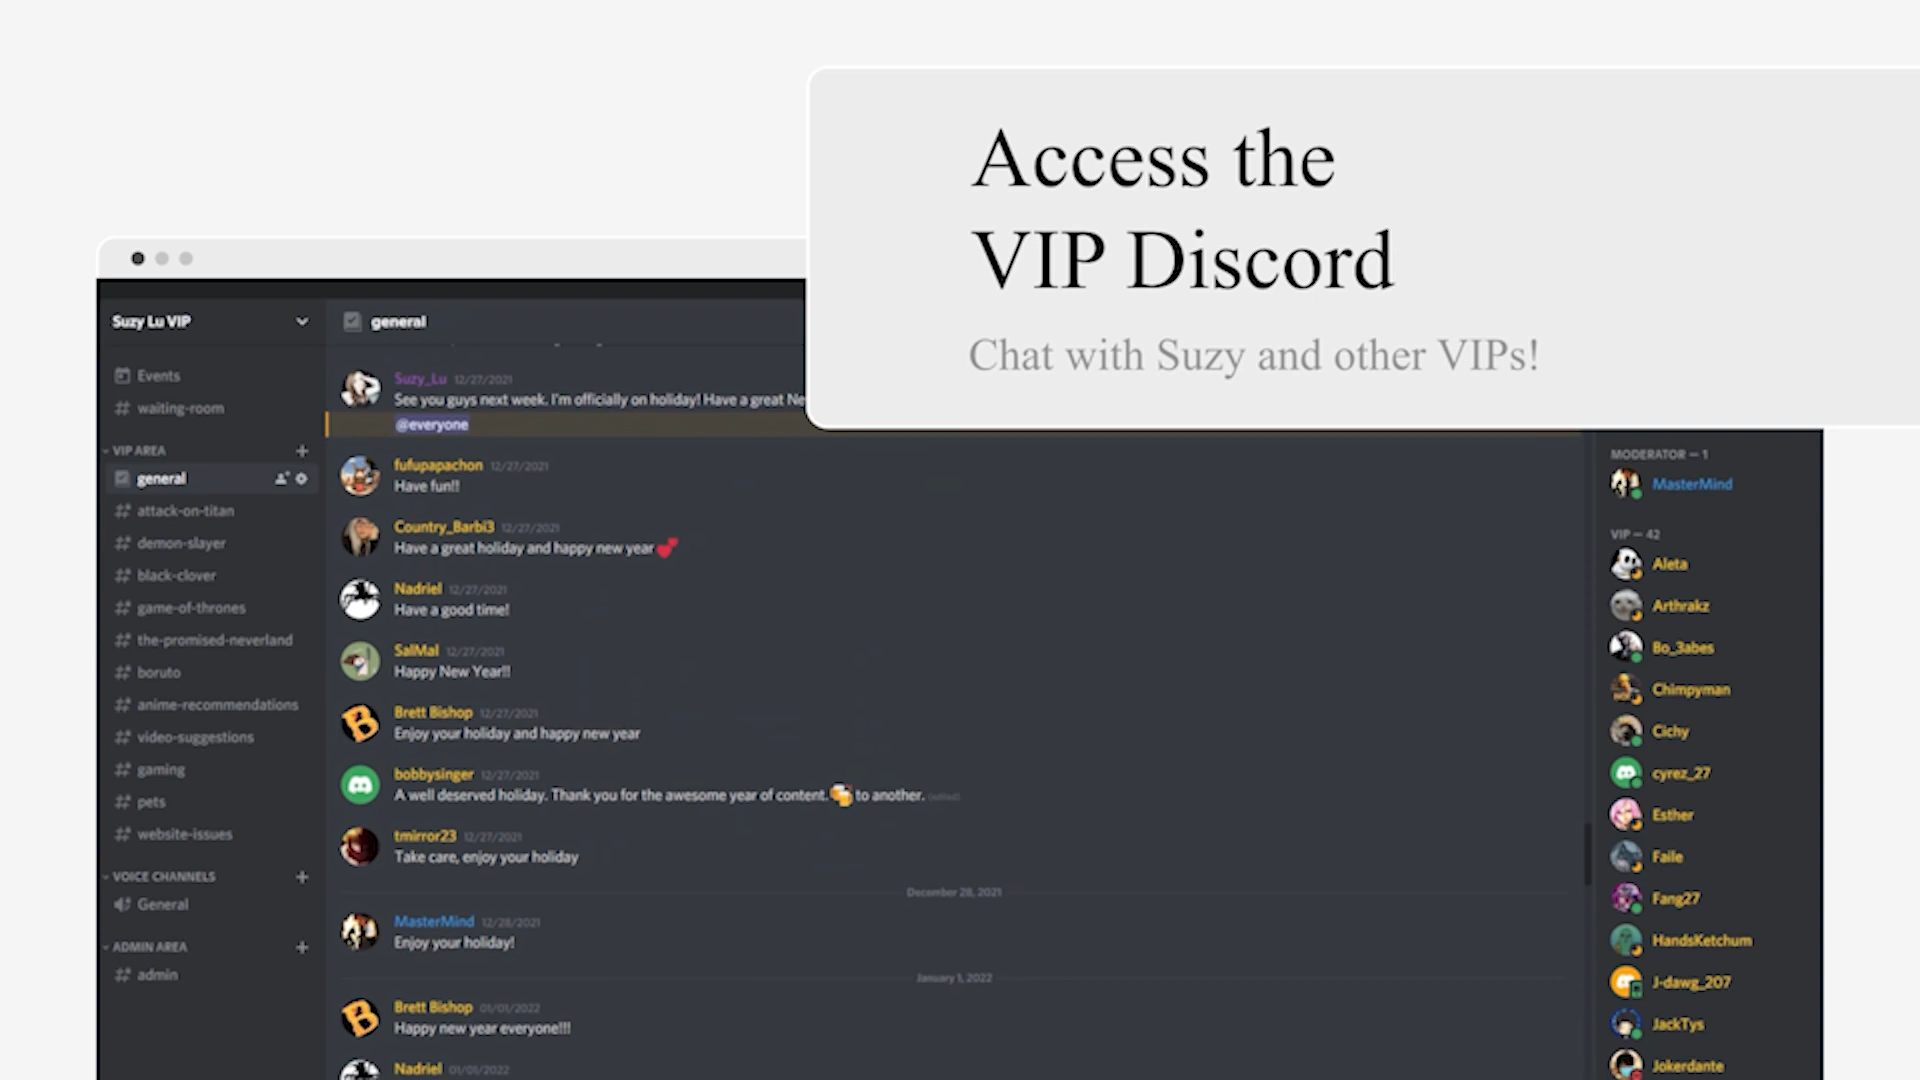 Access the
VIP Discord
Chat with Suzy and other VIPs!
Suzy Lu VIP
Events
waiting-room
VIP AREA
general
attack-on-titan
demon-slayer
black-clover
game-of-thrones
the-promised-neverland
boruto
anime-recommendations
video-suggestions
gaming
pets
website-issues
VOICE CHANNELS
General
ADMIN AREA
admin
general
Suzy_Lu 12/27/2021
See you guys next week. I'm officially on holiday! Have a great Ne
@everyone
fufupapachon 12/27/2021
Have fun!!
Country_Barbi3 12/27/2021
Have a great holiday and happy new year
Nadriel 12/27/2021
Have a good time!
SalMal 12/27/2021
Happy New Year!!
Brett Bishop 12/27/2021
Enjoy your holiday and happy new year
bobbysinger 12/27/2021
A well deserved holiday. Thank you for the awesome year of content. to another. (edited)
tmirror23 12/27/2021
Take care, enjoy your holiday
December 28, 2021
MasterMind 12/28/2021
Enjoy your holiday!
January 1, 2022
Brett Bishop 01/01/2022
Happy new year everyone!!!
Nadriel 01/01/2022
MODERATOR — 1
MasterMind
VIP — 42
Aleta
Arthrakz
Bo_3abes
Chimpyman
Cichy
cyrez_27
Esther
Faile
Fang27
HandsKetchum
J-dawg_207
JackTys
Jokerdante